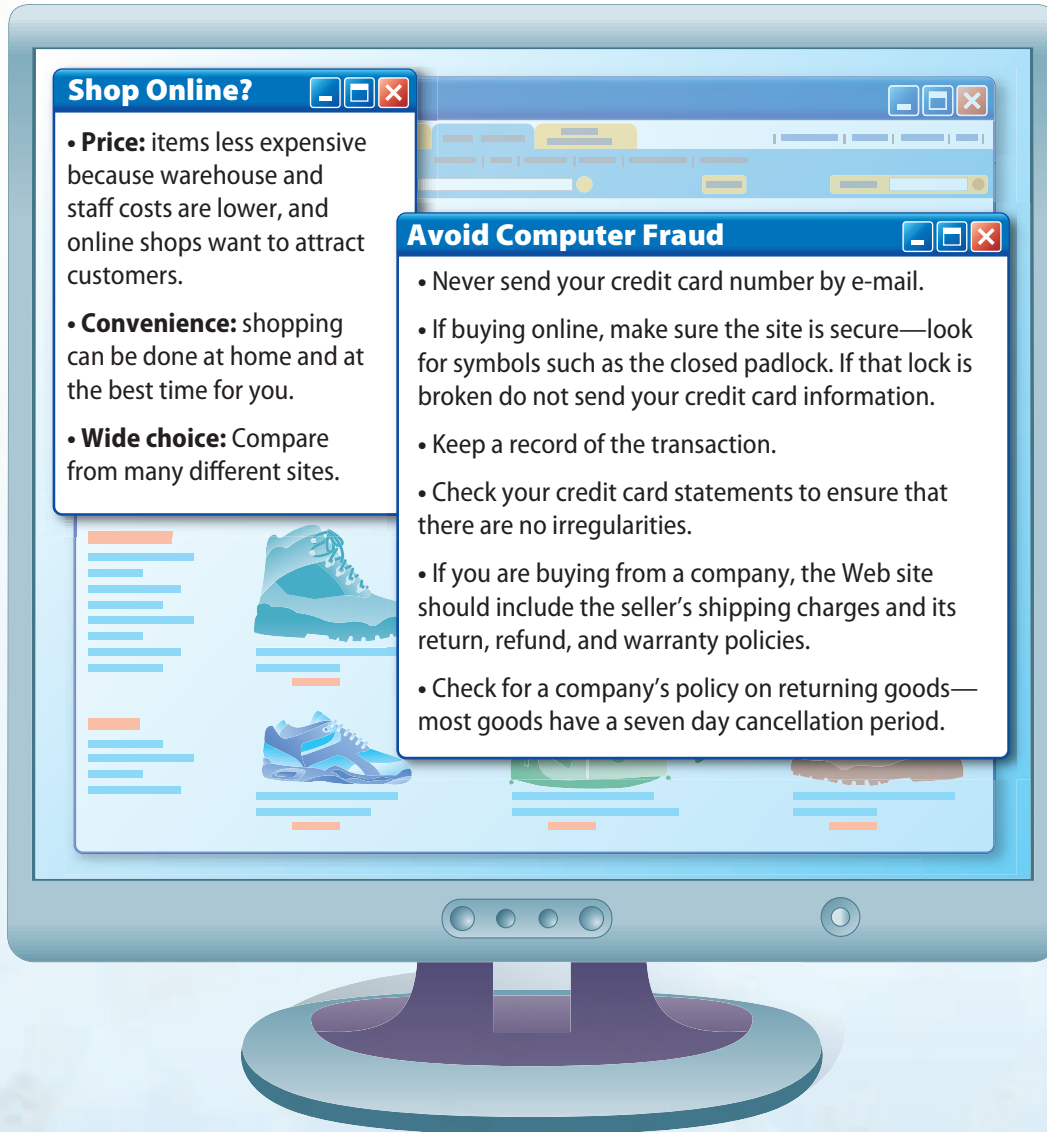 Shop Online?
• Price: items less expensive
because warehouse and
staff costs are lower, and
online shops want to attract
customers.
• Convenience: shopping
can be done at home and at
the best time for you.
• Wide choice: Compare
from many different sites.
Avoid Computer Fraud
• Never send your credit card number by e-mail.
• If buying online, make sure the site is secure—look
for symbols such as the closed padlock. If that lock is
broken do not send your credit card information.
• Keep a record of the transaction.
• Check your credit card statements to ensure that
there are no irregularities.
• If you are buying from a company, the Web site
should include the seller’s shipping charges and its
return, refund, and warranty policies.
• Check for a company’s policy on returning goods—
most goods have a seven day cancellation period.